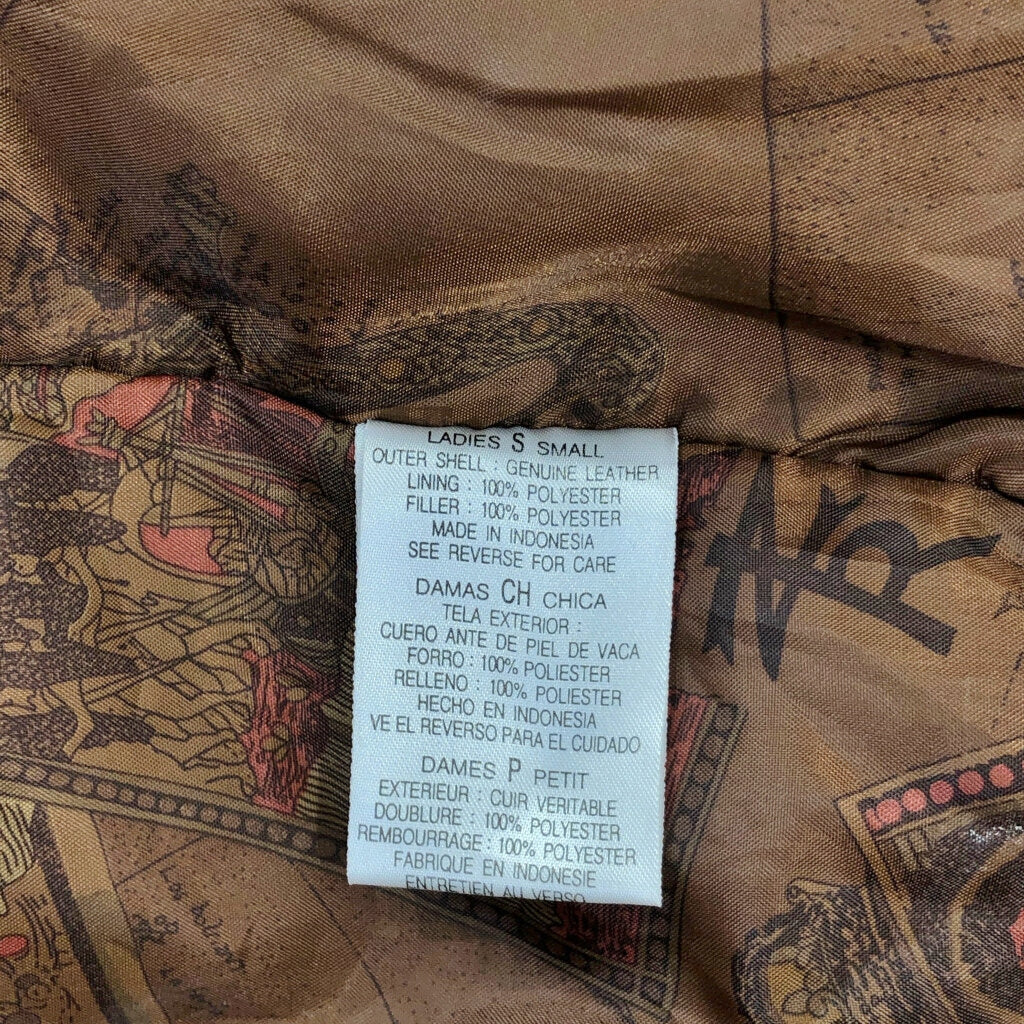 LADIES S SMALL
OUTER SHELL : GENUINE LEATHER
LINING : 100% POLYESTER
FILLER : 100% POLYESTER
MADE IN INDONESIA
SEE REVERSE FOR CARE
DAMAS CH CHICA
TELA EXTERIOR :
CUERO ANTE DE PIEL DE VACA
FORRO : 100% POLIESTER
RELLENO : 100% POLIESTER
HECHO EN INDONESIA
VE EL REVERSO PARA EL CUIDADO
DAMES P PETIT
EXTERIEUR : CUIR VERITABLE
DOUBLURE : 100% POLYESTER
REMBOURRAGE : 100% POLYESTER
FABRIQUE EN INDONESIE
ENTRETIEN AU VERSO